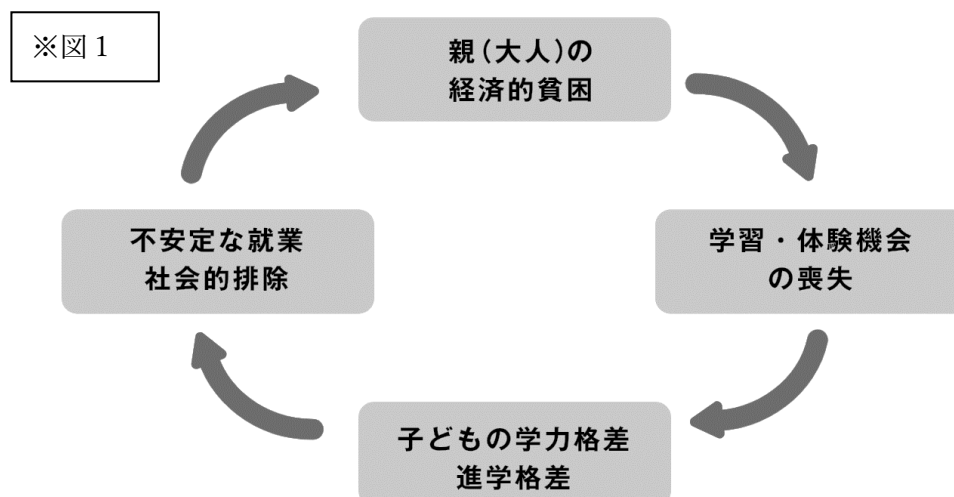 ※図1
親(大人)の
経済的貧困
学習・体験機会
の喪失
子どもの学力格差
進学格差
不安定な就業
社会的排除